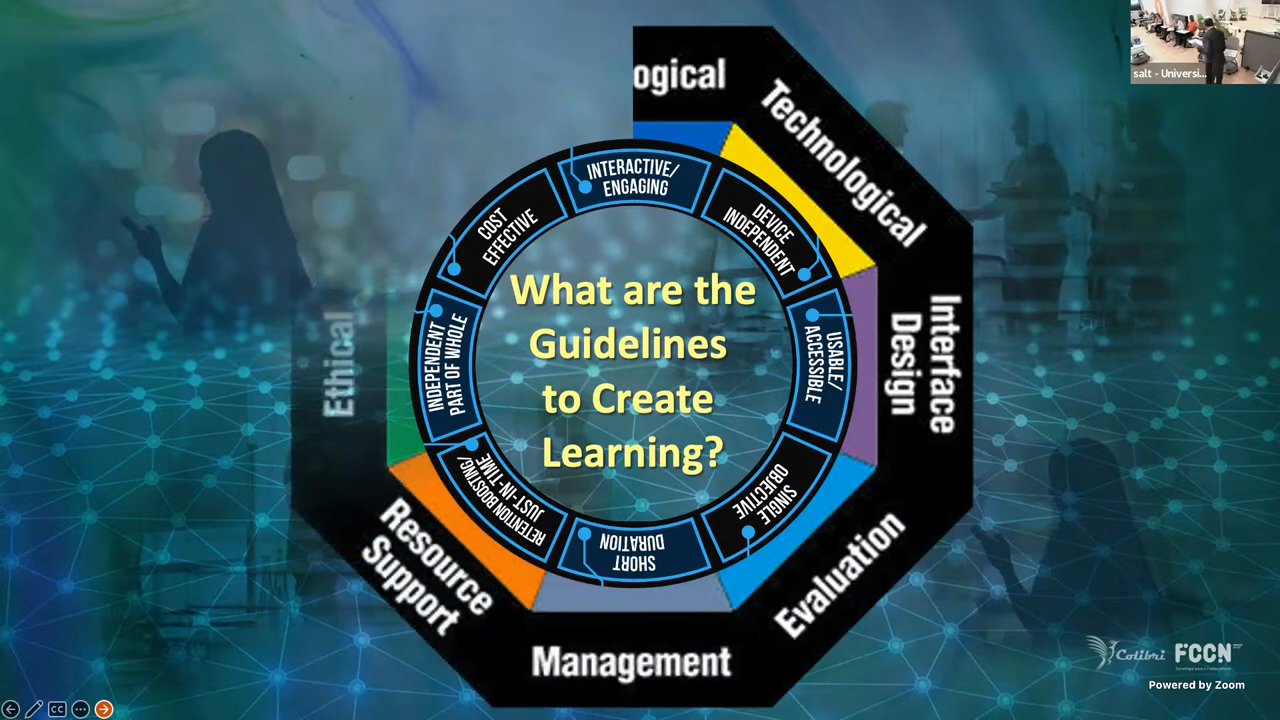 ogical
Technological
Interface
Design
Evaluation
Management
Resource
Support
Ethical
INTERACTIVE/
ENGAGING
DEVICE
INDEPENDENT
USABLE/
ACCESSIBLE
SINGLE
OBJECTIVE
SHORT
DURATION
RETENTION BOOSTING/
JUST-IN-TIME
INDEPENDENT
PART OF WHOLE
COST
EFFECTIVE
What are the
Guidelines
to Create
Learning?
salt - Universi...
Colibri FCCN
Powered by Zoom
CC